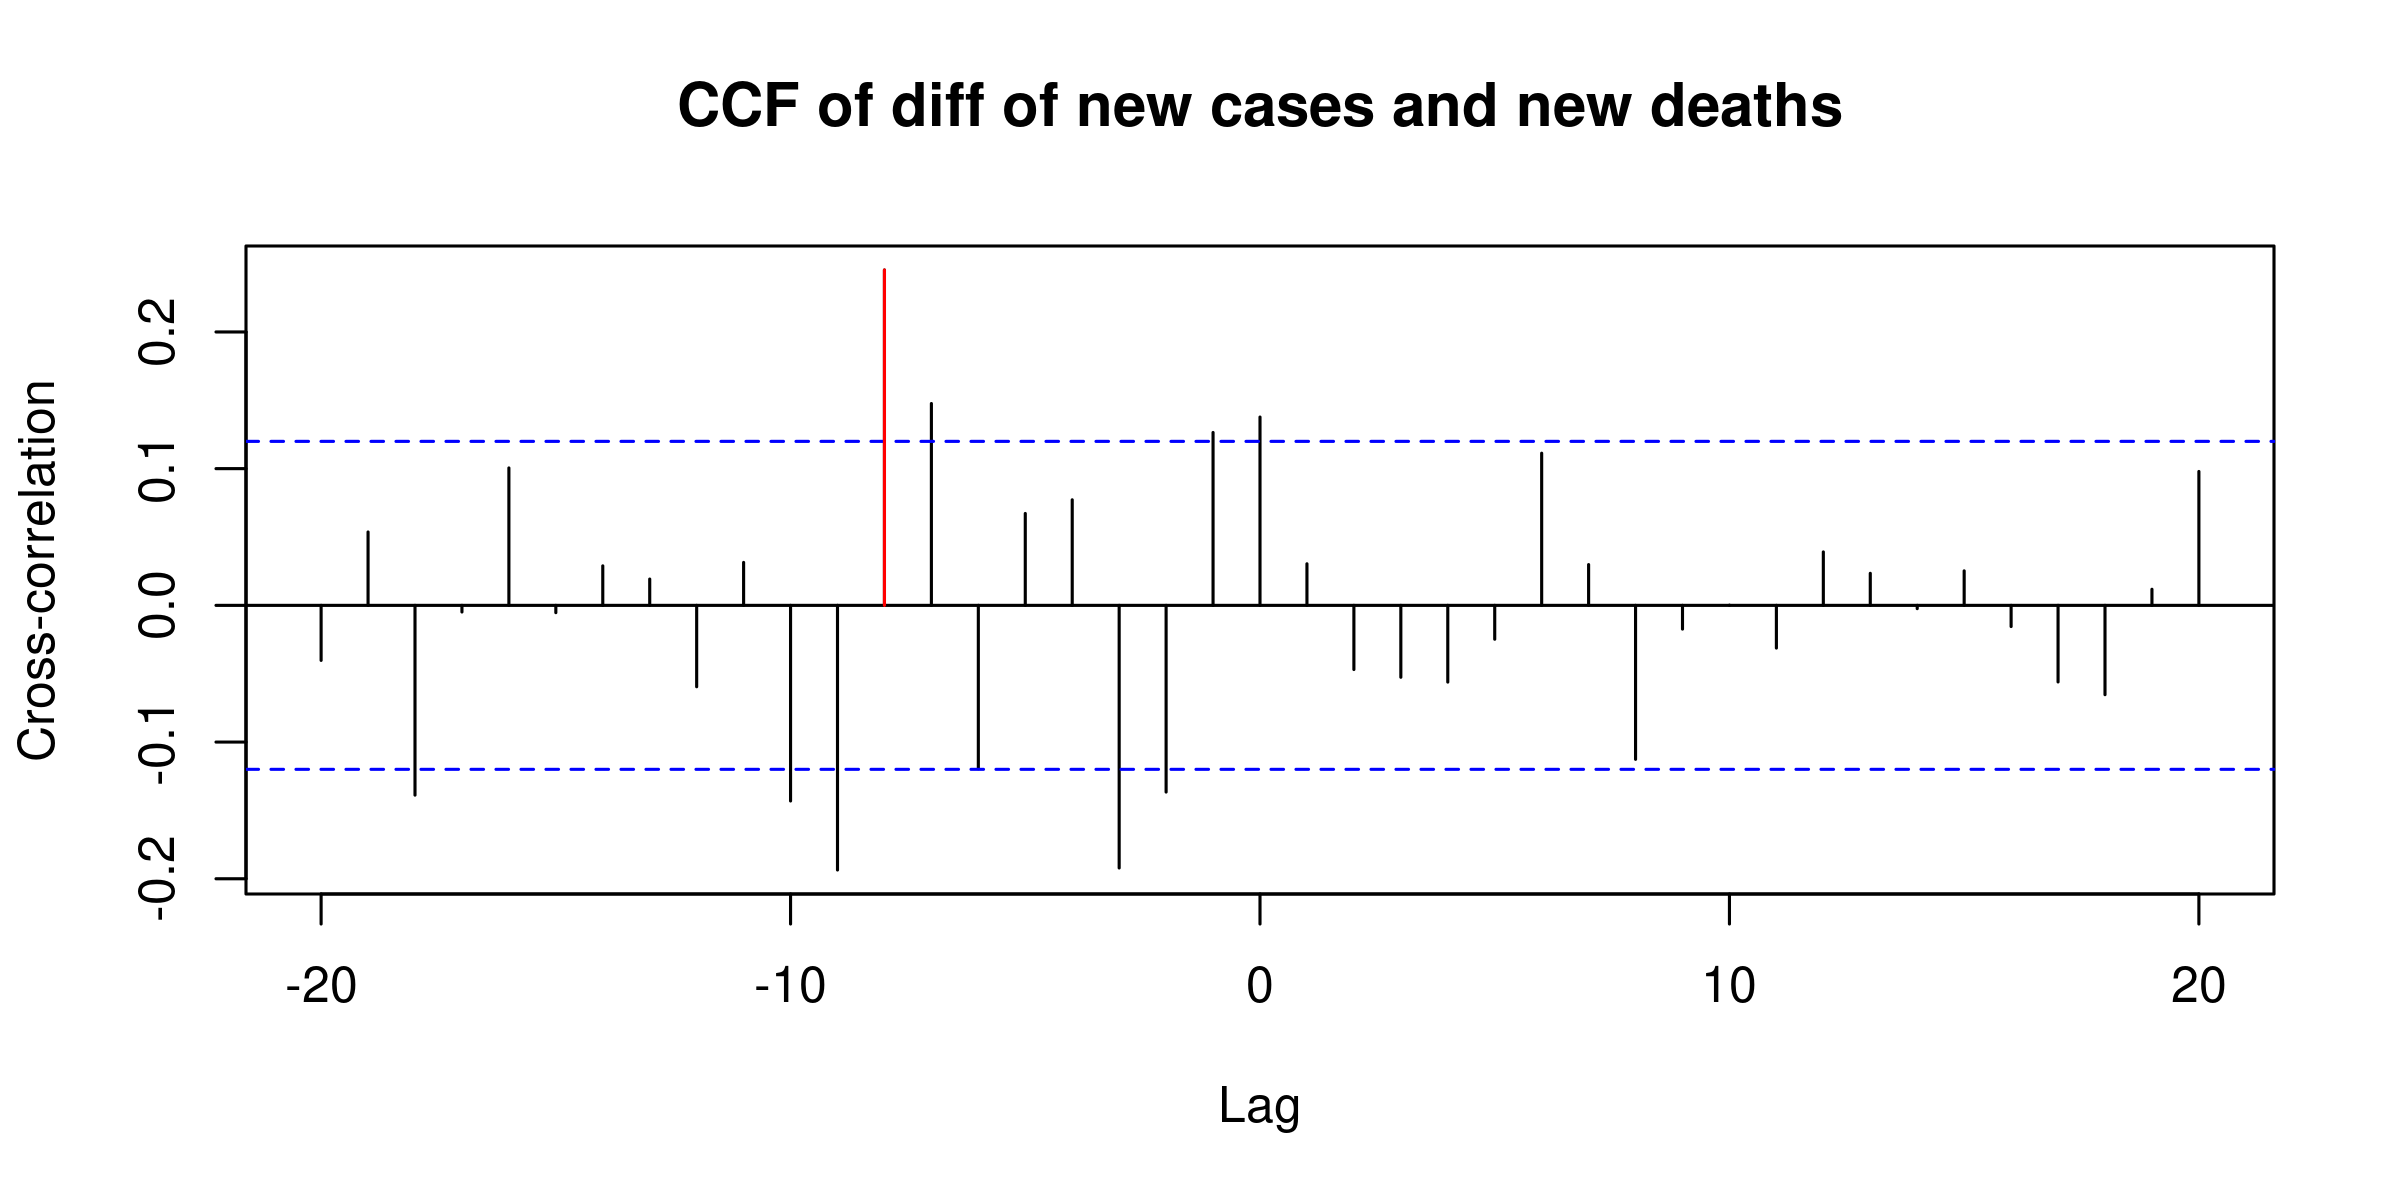 CCF of diff of new cases and new deaths
Cross-correlation
0.2
0.1
0.0
-0.1
-0.2
-20 -10 0 10 20
Lag